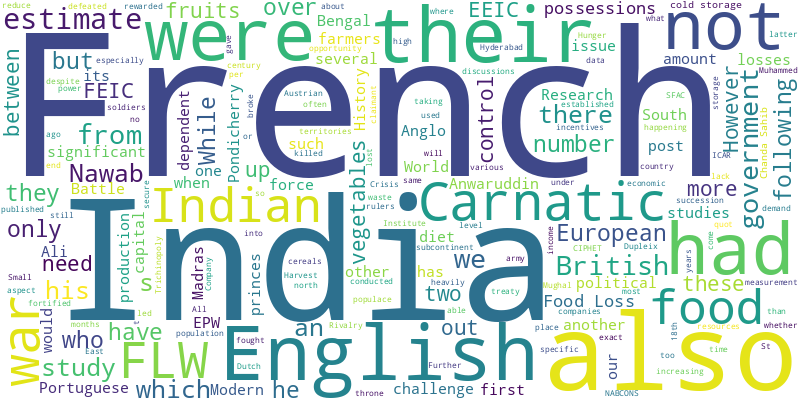 reduce defeated rewarded about EEIC possessions cold storage where latter
estimate fruits over Bengal high Hyderabad what
were their not
farmers opportunity Hunger issue amount
but especially gave several discussions data losses
between its power century per Research established SFAC Muhammed
French
FEIC despite soldiers Austrian often History claimant control there incentives storage However government
from no dependent While Pondicherry territories taking used Anglo number South happening
significant ago or broke such killed World will various post country ICAR Chanda Sahib following
Nawab one up vegetables Crisis same Anwaruddin under economic more Lack
they end Battle when force lost waste rulers studies succession
published still secure so Indian Carnatic quot demand
India
only Ali production capital into north Institute level European these Dupleix come years had
need Small aspect his s Trichinopoly Company Madras princes cereals Harvest subcontinent diet has we income British political CIPHET Mughal measurement
fortified All other conducted two army Food Loss companies most than
war months led would have EPW populace heavily treaty food
who population an Rivalry out another place exact whether
study FLW East fought English also
Dutch Further specific our 18th resources too time St
Portuguese which Modern he throne challenge first able NABCONS increasing